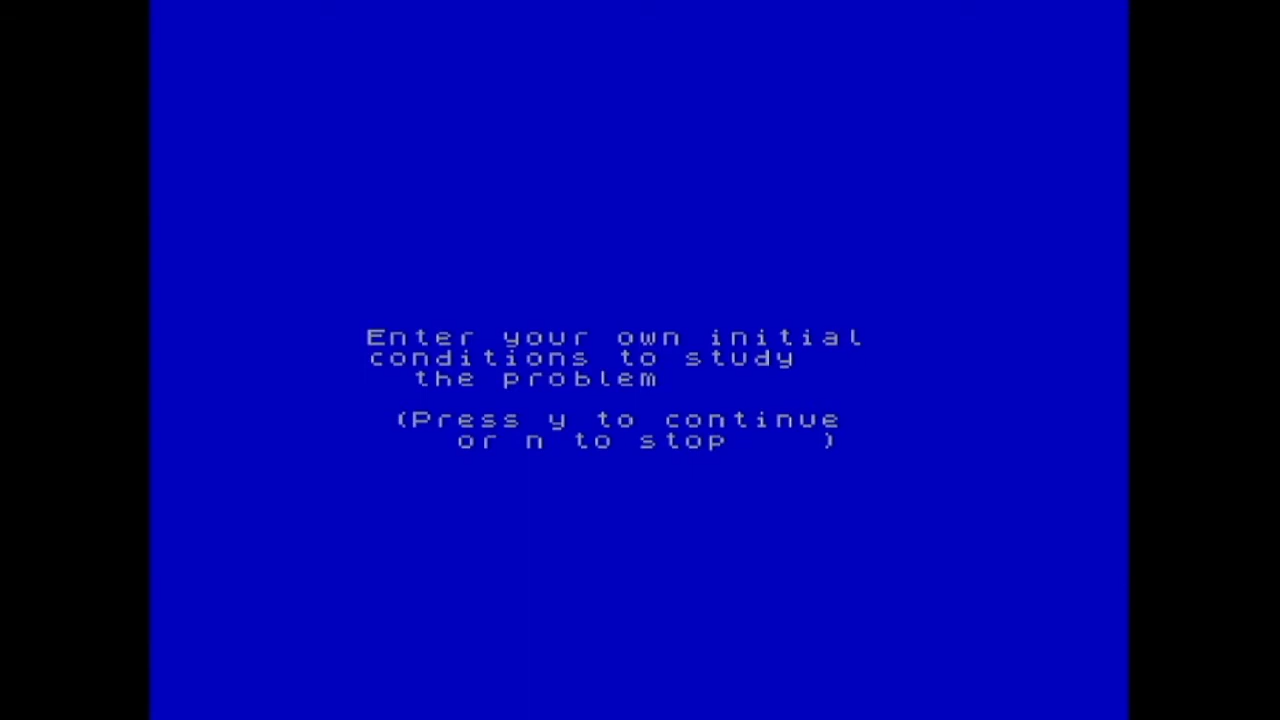 Enter your own initial
conditions to study
the problem
(Press y to continue
or n to stop )